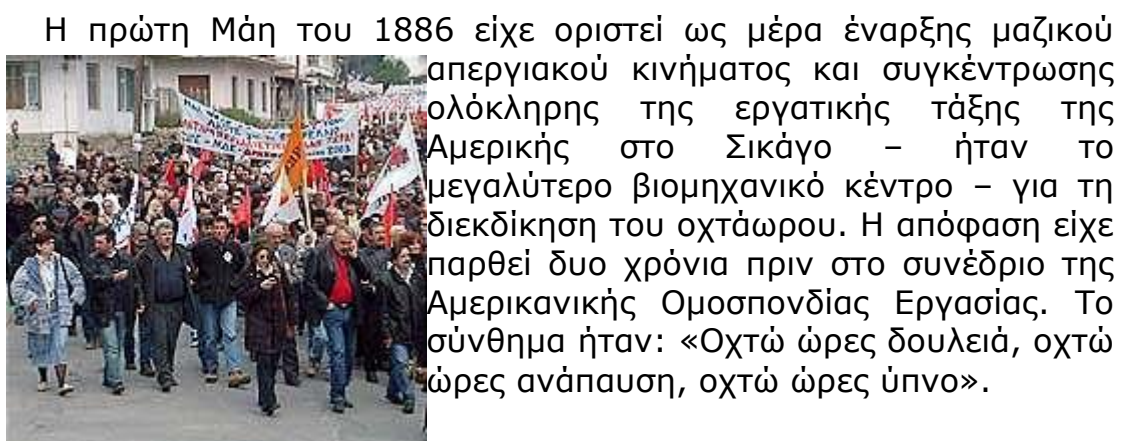 Η πρώτη Μάη του 1886 είχε οριστεί ως μέρα έναρξης μαζικού
απεργιακού κινήματος και συγκέντρωσης
ολόκληρης της εργατικής τάξης της
Αμερικής στο Σικάγο – ήταν το
μεγαλύτερο βιομηχανικό κέντρο – για τη
διεκδίκηση του οχτάωρου. Η απόφαση είχε
παρθεί δυο χρόνια πριν στο συνέδριο της
Αμερικανικής Ομοσπονδίας Εργασίας. Το
σύνθημα ήταν: «Οχτώ ώρες δουλειά, οχτώ
ώρες ανάπαυση, οχτώ ώρες ύπνο».